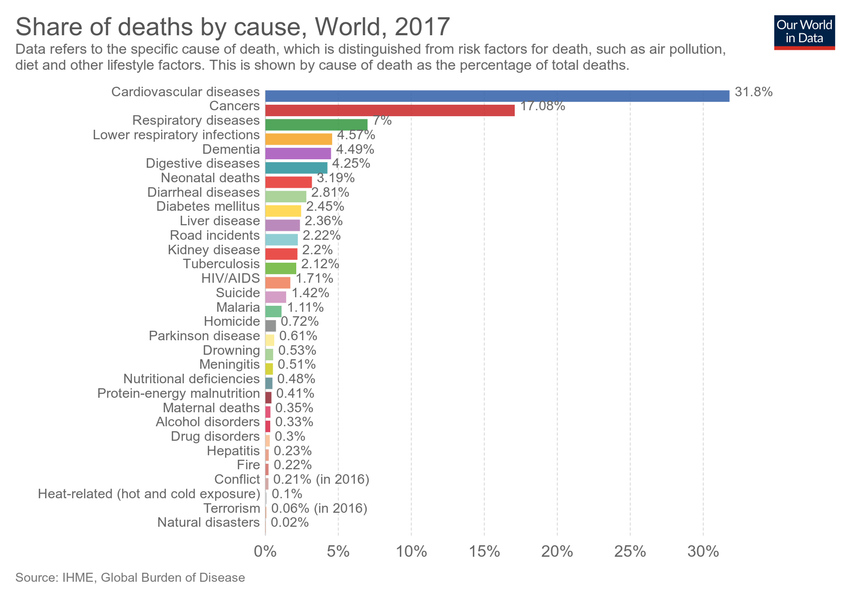 Share of deaths by cause, World, 2017
Our World
in Data
Data refers to the specific cause of death, which is distinguished from risk factors for death, such as air pollution,
diet and other lifestyle factors. This is shown by cause of death as the percentage of total deaths.
Cardiovascular diseases 31.8%
Cancers 17.08%
Respiratory diseases 7%
Lower respiratory infections 4.57%
Dementia 4.49%
Digestive diseases 4.25%
Neonatal deaths 3.19%
Diarrheal diseases 2.81%
Diabetes mellitus 2.45%
Liver disease 2.36%
Road incidents 2.22%
Kidney disease 2.2%
Tuberculosis 2.12%
HIV/AIDS 1.71%
Suicide 1.42%
Malaria 1.11%
Homicide 0.72%
Parkinson disease 0.61%
Drowning 0.53%
Meningitis 0.51%
Nutritional deficiencies 0.48%
Protein-energy malnutrition 0.41%
Maternal deaths 0.35%
Alcohol disorders 0.33%
Drug disorders 0.3%
Hepatitis 0.23%
Fire 0.22%
Conflict 0.21% (in 2016)
Heat-related (hot and cold exposure) 0.1%
Terrorism 0.06% (in 2016)
Natural disasters 0.02%
0% 5% 10% 15% 20% 25% 30%
Source: IHME, Global Burden of Disease